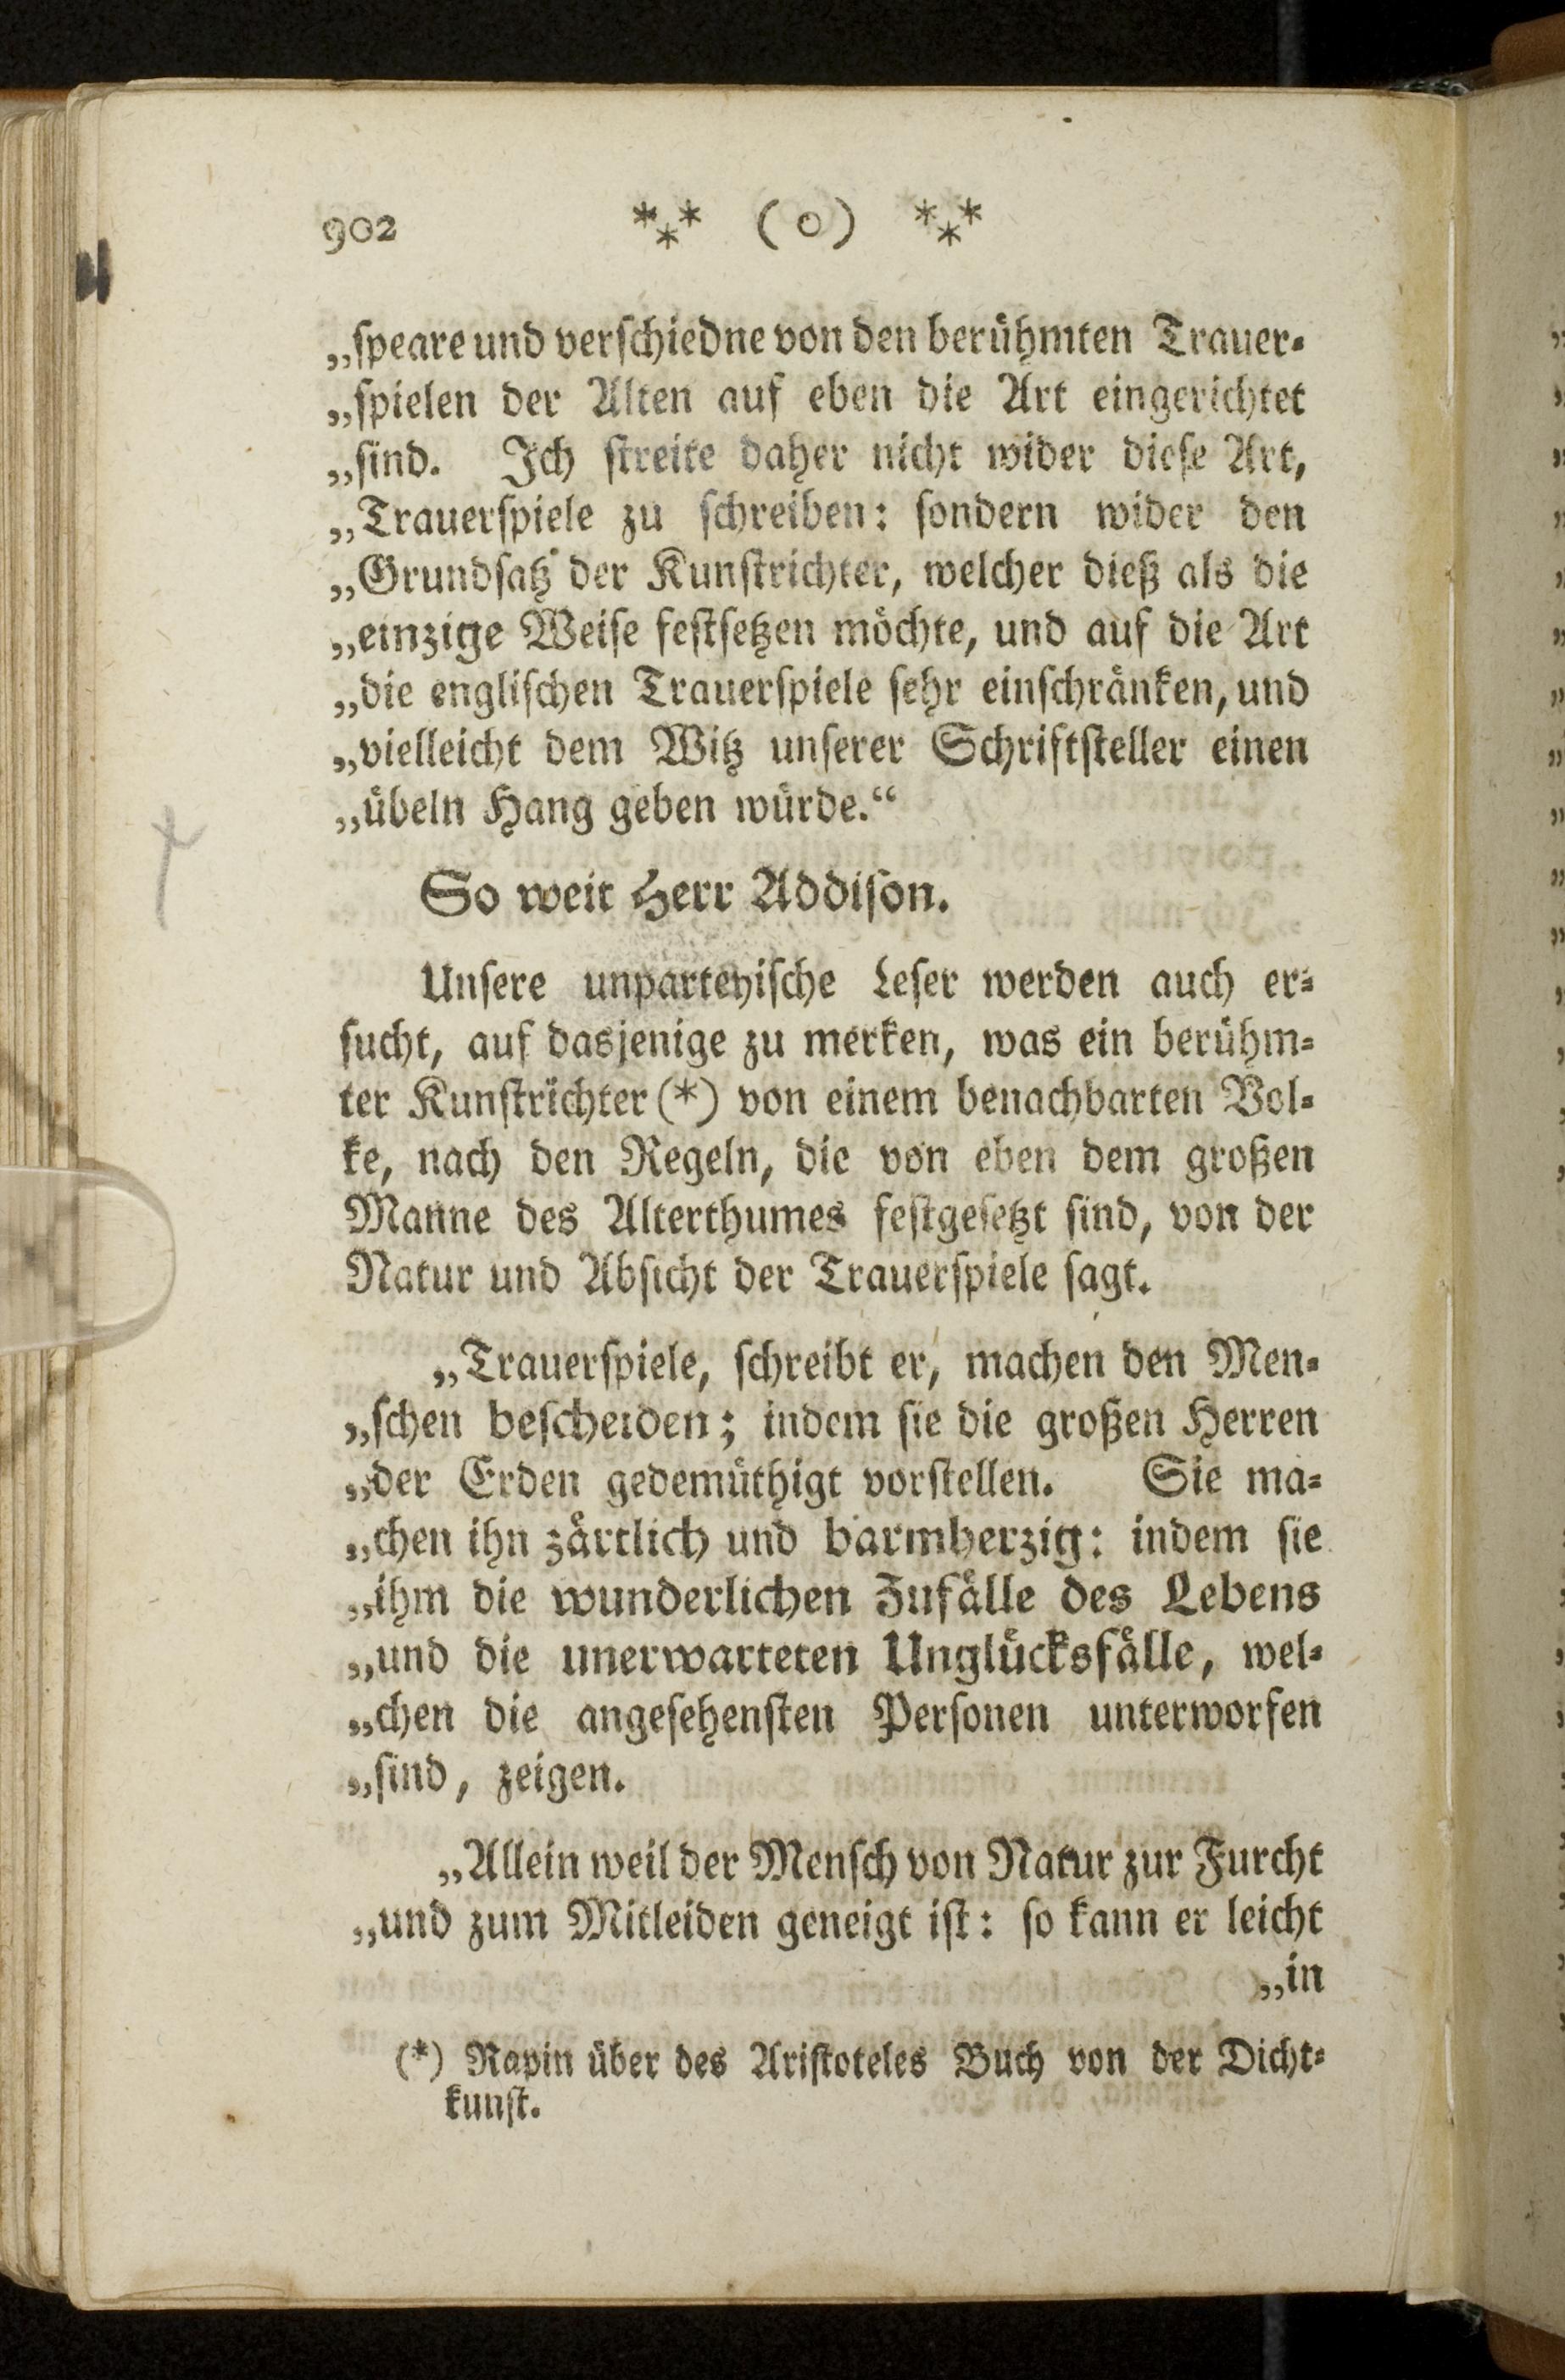 902 *** (o) ***
„ſpeare und verſchiedne von den berühmten Trauer-
„ſpielen der Alten auf eben die Art eingerichtet
„ſind. Ich ſtreite daher nicht wider dieſe Art,
„Trauerſpiele zu ſchreiben: ſondern wider den
„Grundſatz der Kunſtrichter, welcher dieß als die
„einzige Weiſe feſtſetzen möchte, und auf die Art
„die engliſchen Trauerſpiele ſehr einſchränken, und
„vielleicht dem Witz unſerer Schriftſteller einen
„übeln Hang geben würde.“
So weit Herr Addiſon.
Unſere unparteyiſche Leſer werden auch er-
ſucht, auf dasjenige zu merken, was ein berühm-
ter Kunſtrichter (*) von einem benachbarten Vol-
ke, nach den Regeln, die von eben dem großen
Manne des Alterthumes feſtgeſetzt ſind, von der
Natur und Abſicht der Trauerſpiele ſagt.
„Trauerſpiele, ſchreibt er, machen den Men-
„ſchen beſcheiden; indem ſie die großen Herren
„der Erden gedemüthigt vorſtellen. Sie ma-
„chen ihn zärtlich und barmherzig: indem ſie
„ihm die wunderlichen Zufälle des Lebens
„und die unerwarteten Unglücksfälle, wel-
„chen die angeſehenſten Perſonen unterworfen
„ſind, zeigen.
„Allein weil der Menſch von Natur zur Furcht
„und zum Mitleiden geneigt iſt: ſo kann er leicht
„in
(*) Rapin über des Ariſtoteles Buch von der Dicht-
kunſt.